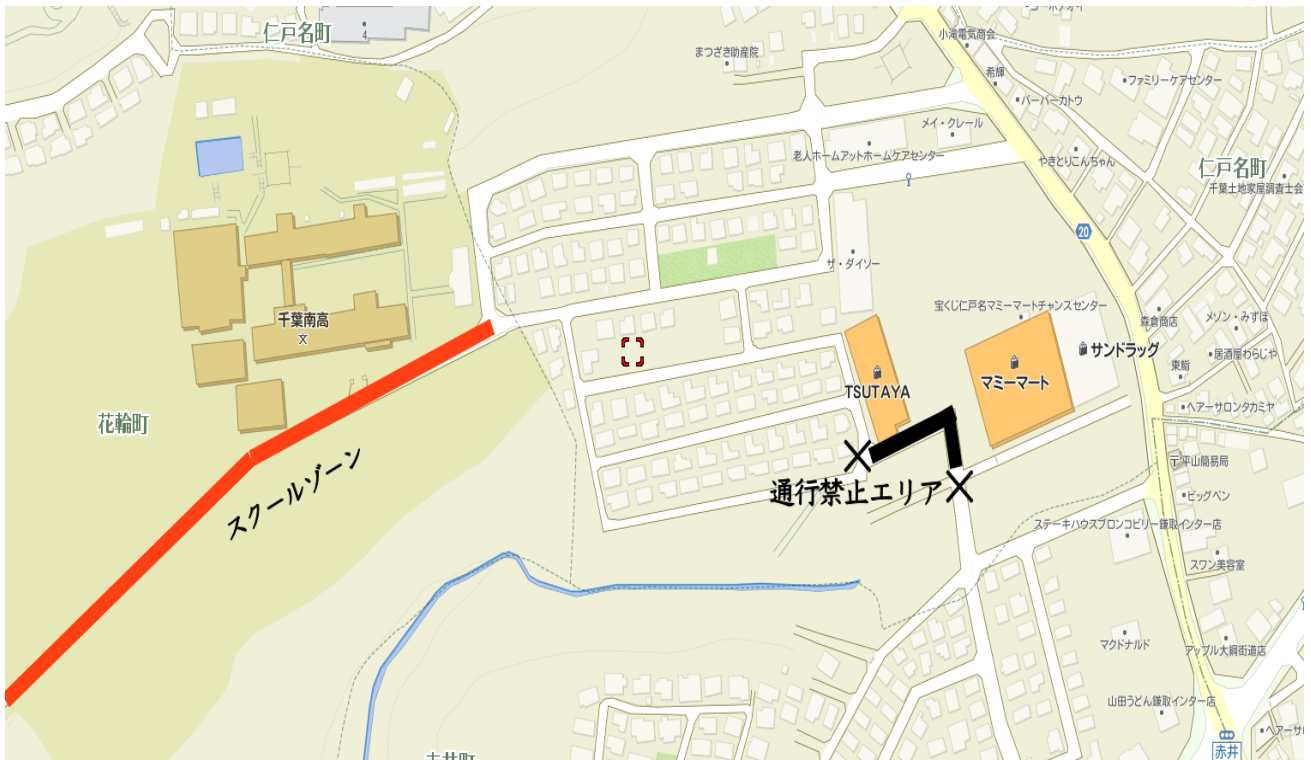 仁戸名町
4
まつざき助産院
小滝電気商会
希輝
ファミリーケアセンター
バーバーカトウ
メイ・クレール
老人ホームアットホームケアセンター
やきとりこんちゃん
仁戸名町
千葉土地家屋調査士会
20
ザ・ダイソー
宝くじ仁戸名マミーマートチャンスセンター
森倉商店
メゾン・みずほ
千葉南高
文
サンドラッグ
居酒屋わらじや
東鮨
TSUTAYA
マミーマート
ヘアーサロンタカミヤ
花輪町
スクールゾーン
平山簡易局
通行禁止エリア
ビッグベン
ステーキハウスブロンコビリー鎌取インター店
スワン美容室
マクドナルド
アップル大網街道店
山田うどん鎌取インター店
赤井
ヘアーサロ